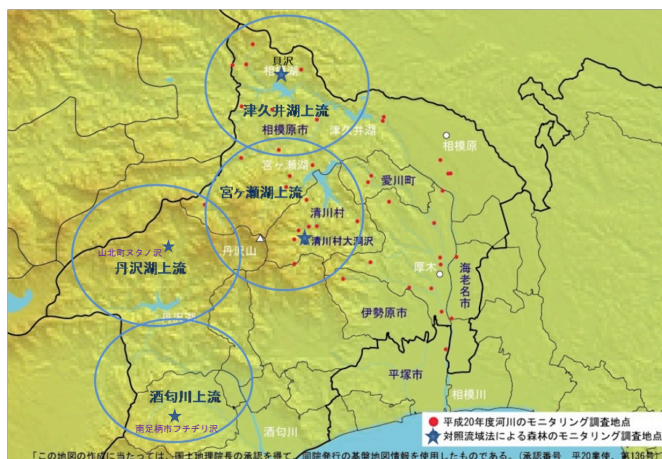 貝沢
相模湖
津久井湖上流
相模原市
津久井湖
相模原
宮ヶ瀬湖
愛川町
宮ヶ瀬湖上流
清川村
清川村大洞沢
丹沢山
山北町ヌタノ沢
丹沢湖上流
丹沢湖
厚木
海老名市
伊勢原市
平塚市
酒匂川上流
南足柄市フチヂリ沢
酒匂川
相模川
平成20年度河川のモニタリング調査地点
対照流域法による森林のモニタリング調査地点
「この地図の作成に当たっては、国土地理院長の承認を得て、同院発行の基盤地図情報を使用したものである。(承認番号 平20業使、第136号)」